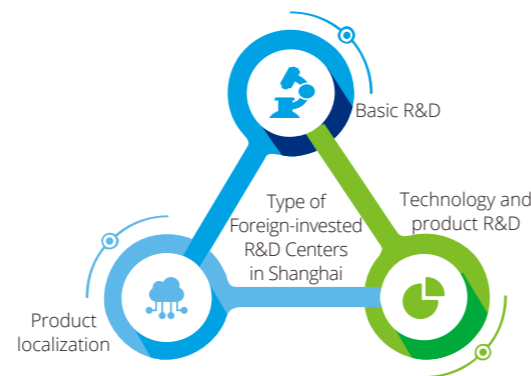 Basic R&D
Type of
Foreign-invested
R&D Centers
in Shanghai
Technology and
product R&D
Product
localization